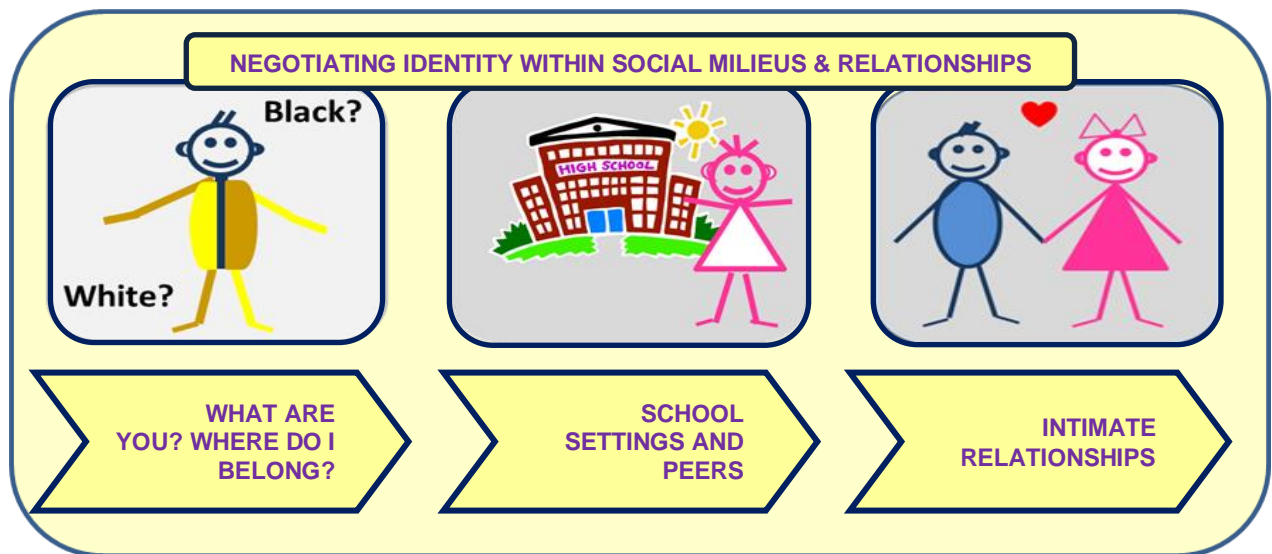 NEGOTIATING IDENTITY WITHIN SOCIAL MILIEUS & RELATIONSHIPS
Black?
White?
HIGH SCHOOL
WHAT ARE
YOU? WHERE DO I
BELONG?
SCHOOL
SETTINGS AND
PEERS
INTIMATE
RELATIONSHIPS